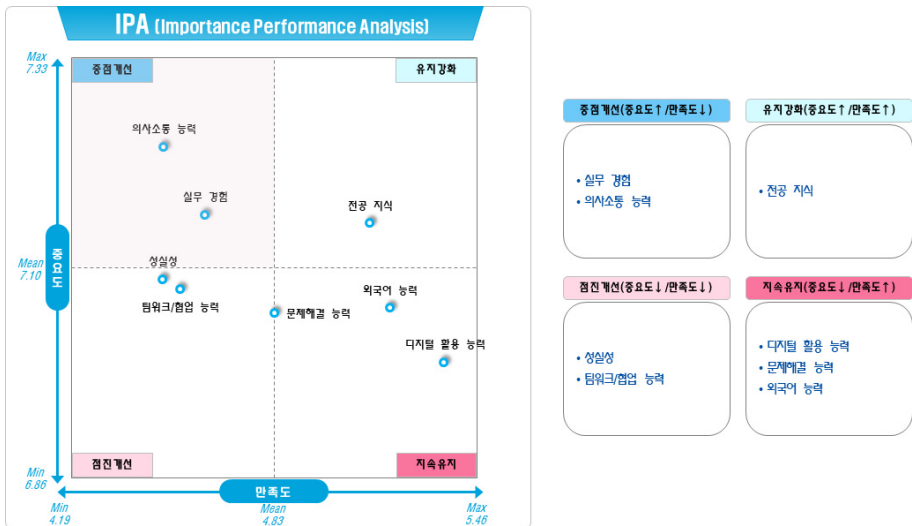 IPA (Importance Performance Analysis)
Max
7.33
중점개선
유지강화
의사소통 능력
실무 경험
전공 지식
중요도
Mean
7.10
성실성
팀워크/협업 능력
문제해결 능력
외국어 능력
디지털 활용 능력
점진개선
지속유지
Min
6.86
만족도
Min
4.19
Mean
4.83
Max
5.46
중점개선(중요도↑/만족도↓)
• 실무 경험
• 의사소통 능력
유지강화(중요도↑/만족도↑)
• 전공 지식
점진개선(중요도↓/만족도↓)
• 성실성
• 팀워크/협업 능력
지속유지(중요도↓/만족도↑)
• 디지털 활용 능력
• 문제해결 능력
• 외국어 능력